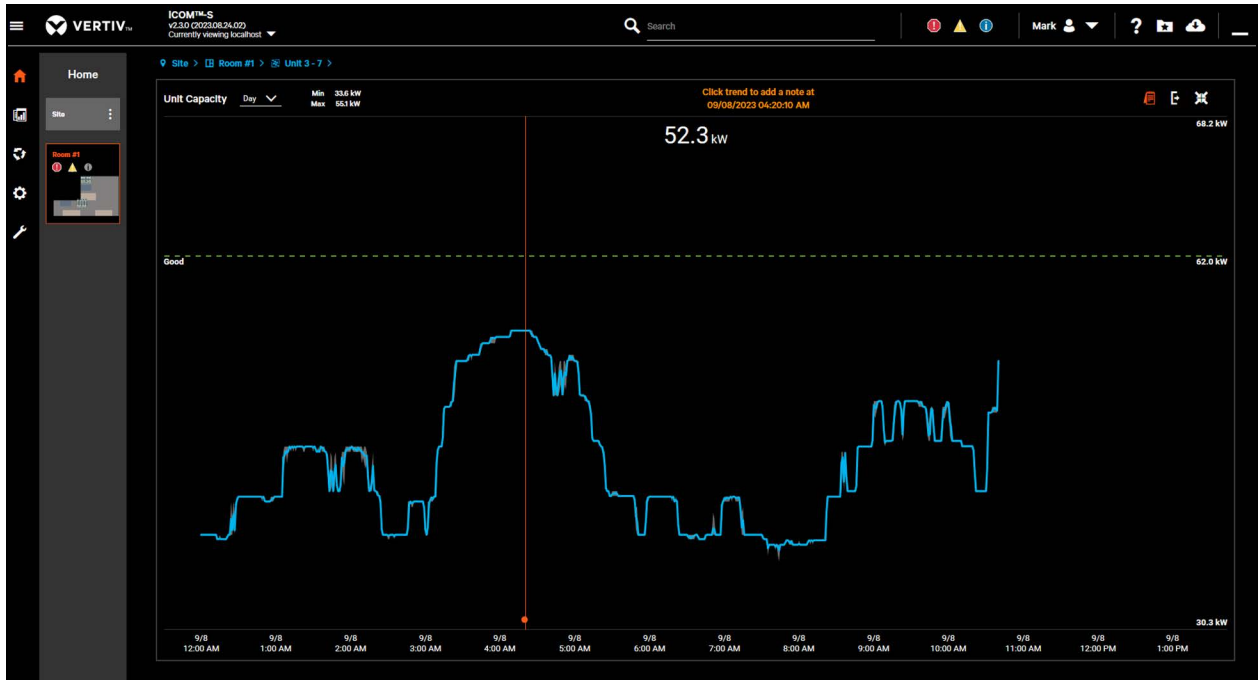 VERTIV™
ICOM™-S
v2.3.0 (2023.08.24.02)
Currently viewing localhost
Search
Mark
?
Home
Site
Room #1
Site > Room #1 > Unit 3 - 7 >
Unit Capacity Day
Min 33.6 kW
Max 55.1 kW
Click trend to add a note at
09/08/2023 04:20:10 AM
68.2 kW
52.3 kW
Good
62.0 kW
30.3 kW
9/8 9/8 9/8 9/8 9/8 9/8 9/8 9/8 9/8 9/8 9/8 9/8 9/8 9/8
12:00 AM 1:00 AM 2:00 AM 3:00 AM 4:00 AM 5:00 AM 6:00 AM 7:00 AM 8:00 AM 9:00 AM 10:00 AM 11:00 AM 12:00 PM 1:00 PM